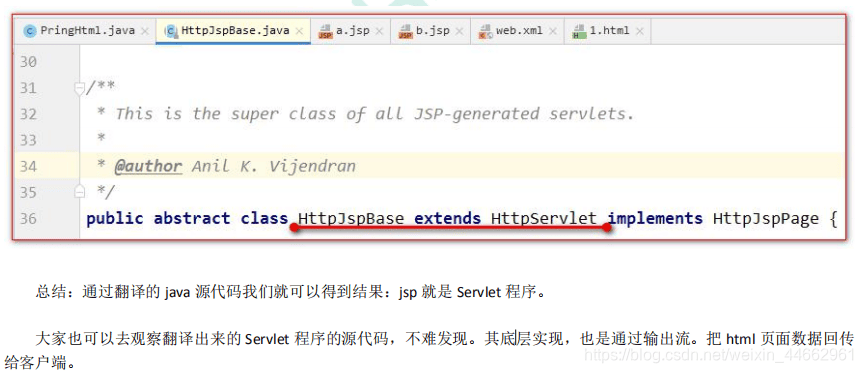 PringHtml.java HttpJspBase.java a.jsp b.jsp web.xml 1.html
30
31 /**
32 * This is the super class of all JSP-generated servlets.
33 *
34 * @author Anil K. Vijendran
35 */
36 public abstract class HttpJspBase extends HttpServlet implements HttpJspPage {
总结：通过翻译的 java 源代码我们就可以得到结果：jsp 就是 Servlet 程序。
大家也可以去观察翻译出来的 Servlet 程序的源代码，不难发现。其底层实现，也是通过输出流。把 html 页面数据回传
给客户端。
https://blog.csdn.net/weixin_44662961